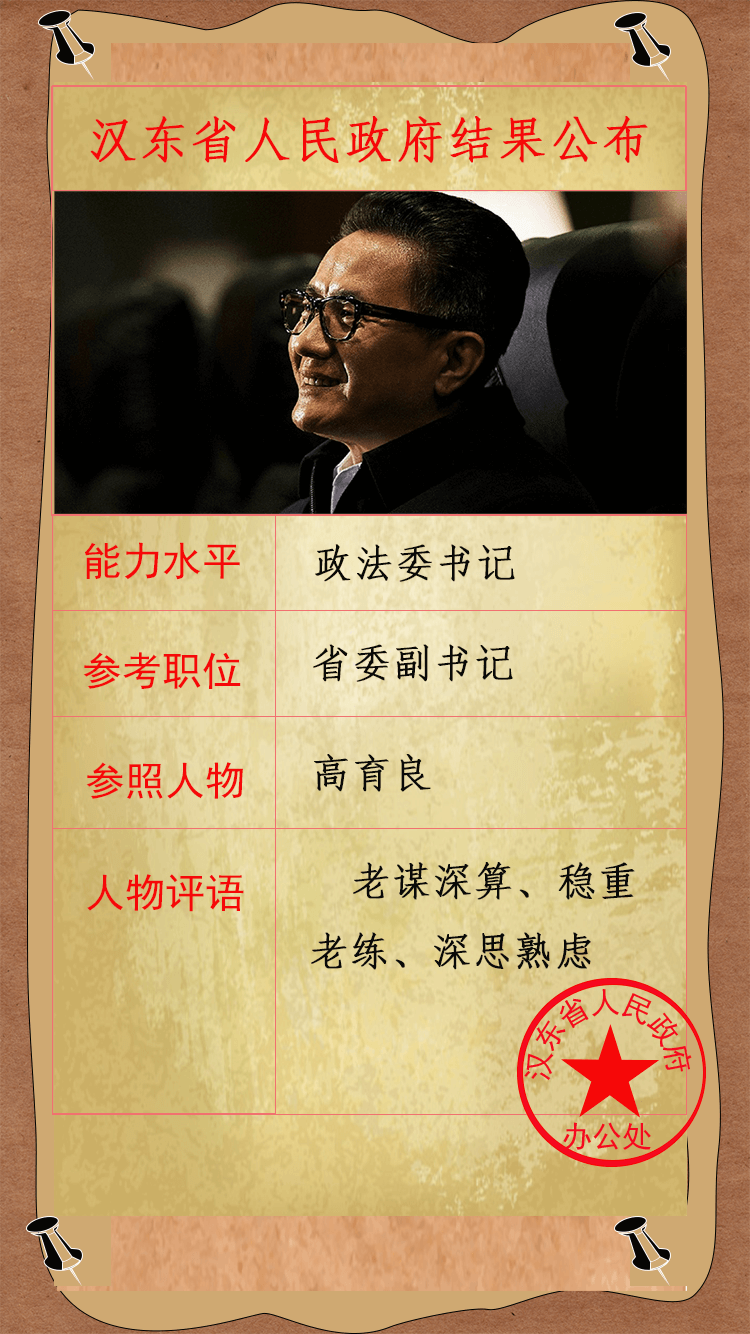 汉东省人民政府结果公布
能力水平
政法委书记
参考职位
省委副书记
参照人物
高育良
人物评语
老谋深算、稳重
老练、深思熟虑
汉东省人民政府
办公处